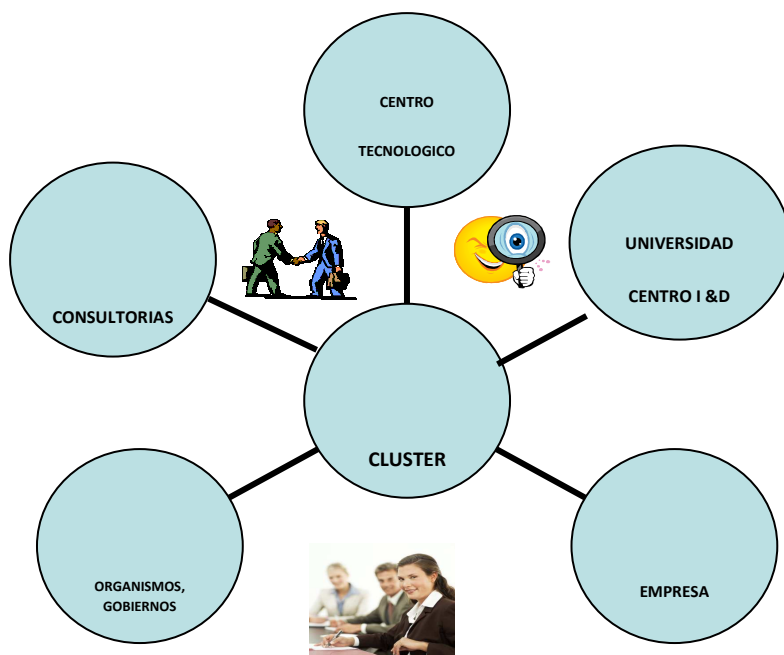 CENTRO
TECNOLOGICO
UNIVERSIDAD
CENTRO I &D
CONSULTORIAS
CLUSTER
ORGANISMOS,
GOBIERNOS
EMPRESA